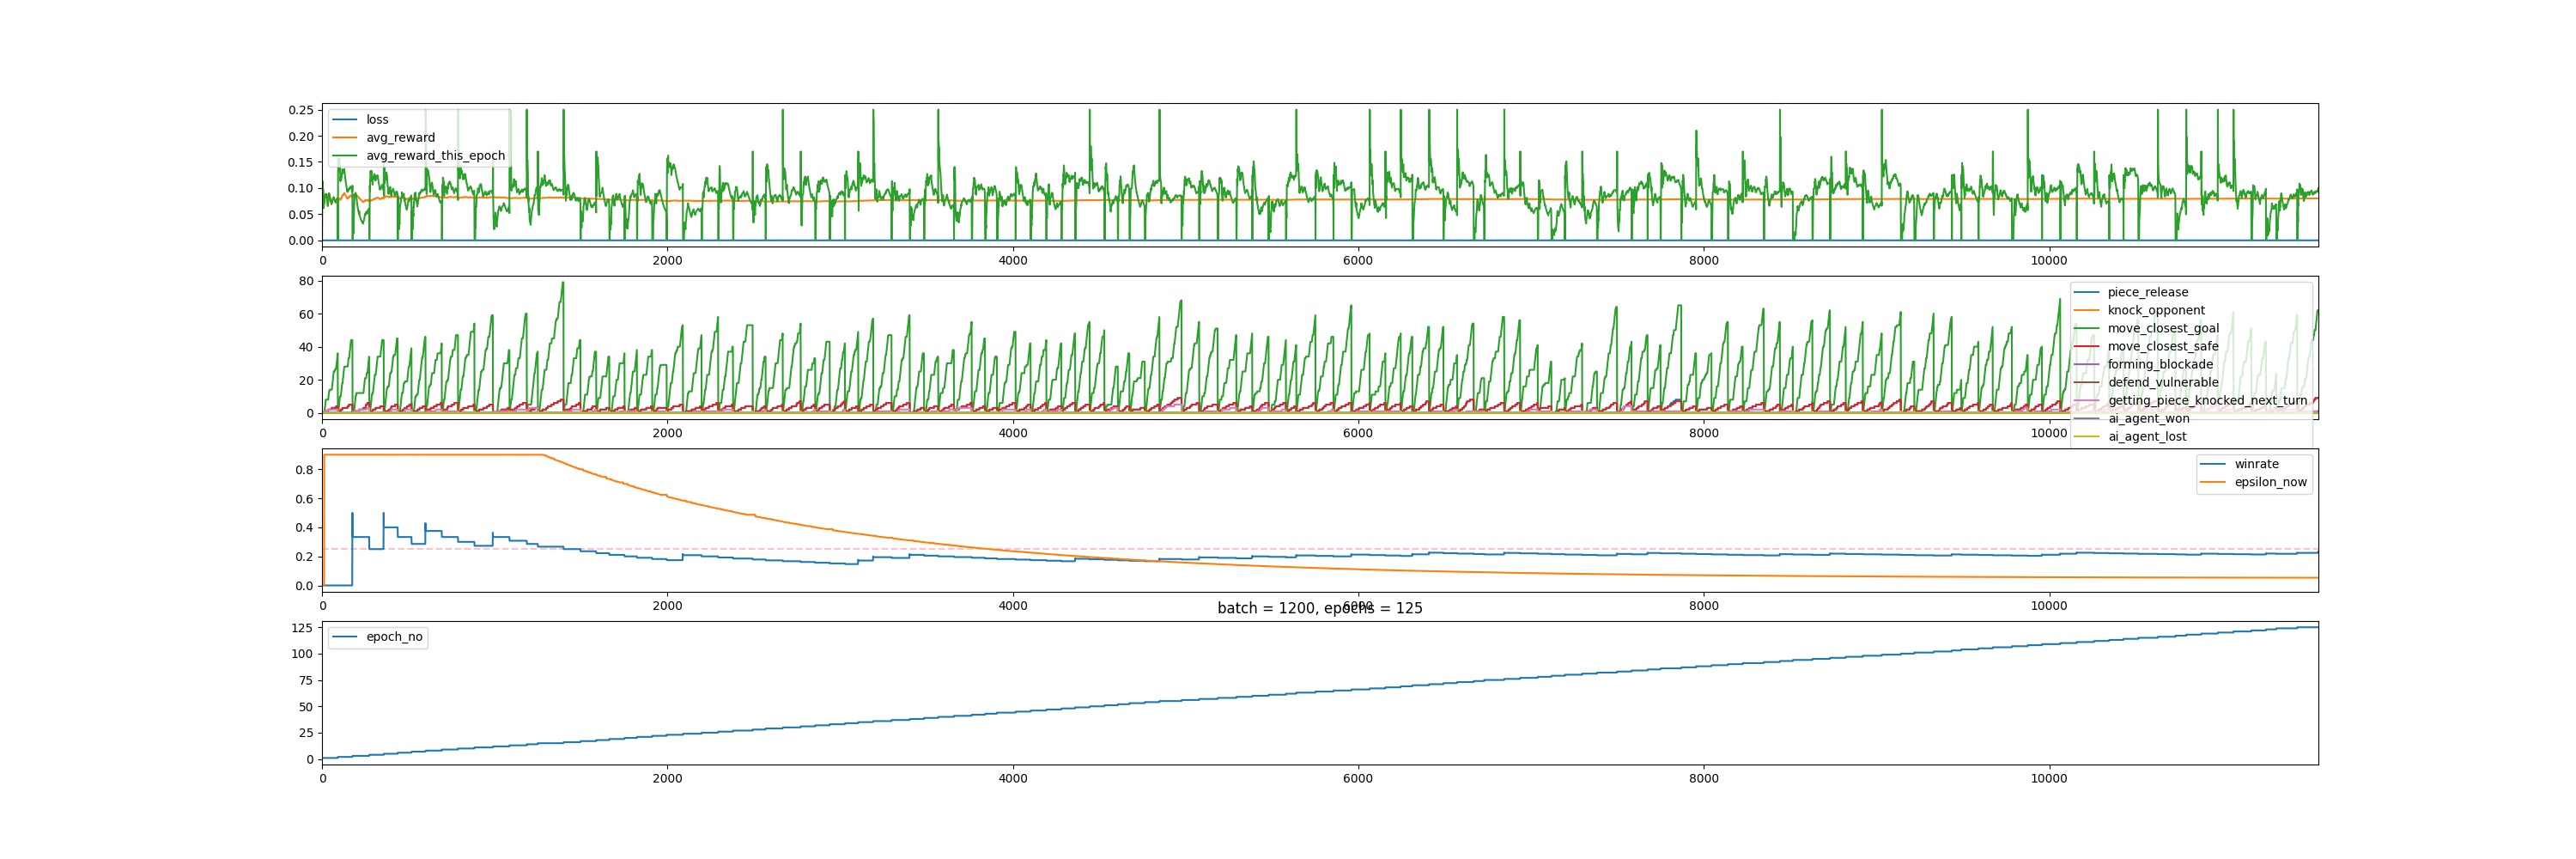 0.25
0.20
0.15
0.10
0.05
0.00
loss
avg_reward
avg_reward_this_epoch
0 2000 4000 6000 8000 10000
80
60
40
20
0
piece_release
knock_opponent
move_closest_goal
move_closest_safe
forming_blockade
defend_vulnerable
getting_piece_knocked_next_turn
ai_agent_won
ai_agent_lost
0 2000 4000 6000 8000 10000
0.8
0.6
0.4
0.2
0.0
winrate
epsilon_now
0 2000 4000 6000 8000 10000
batch = 1200, epochs = 125
125
100
75
50
25
0
epoch_no
0 2000 4000 6000 8000 10000